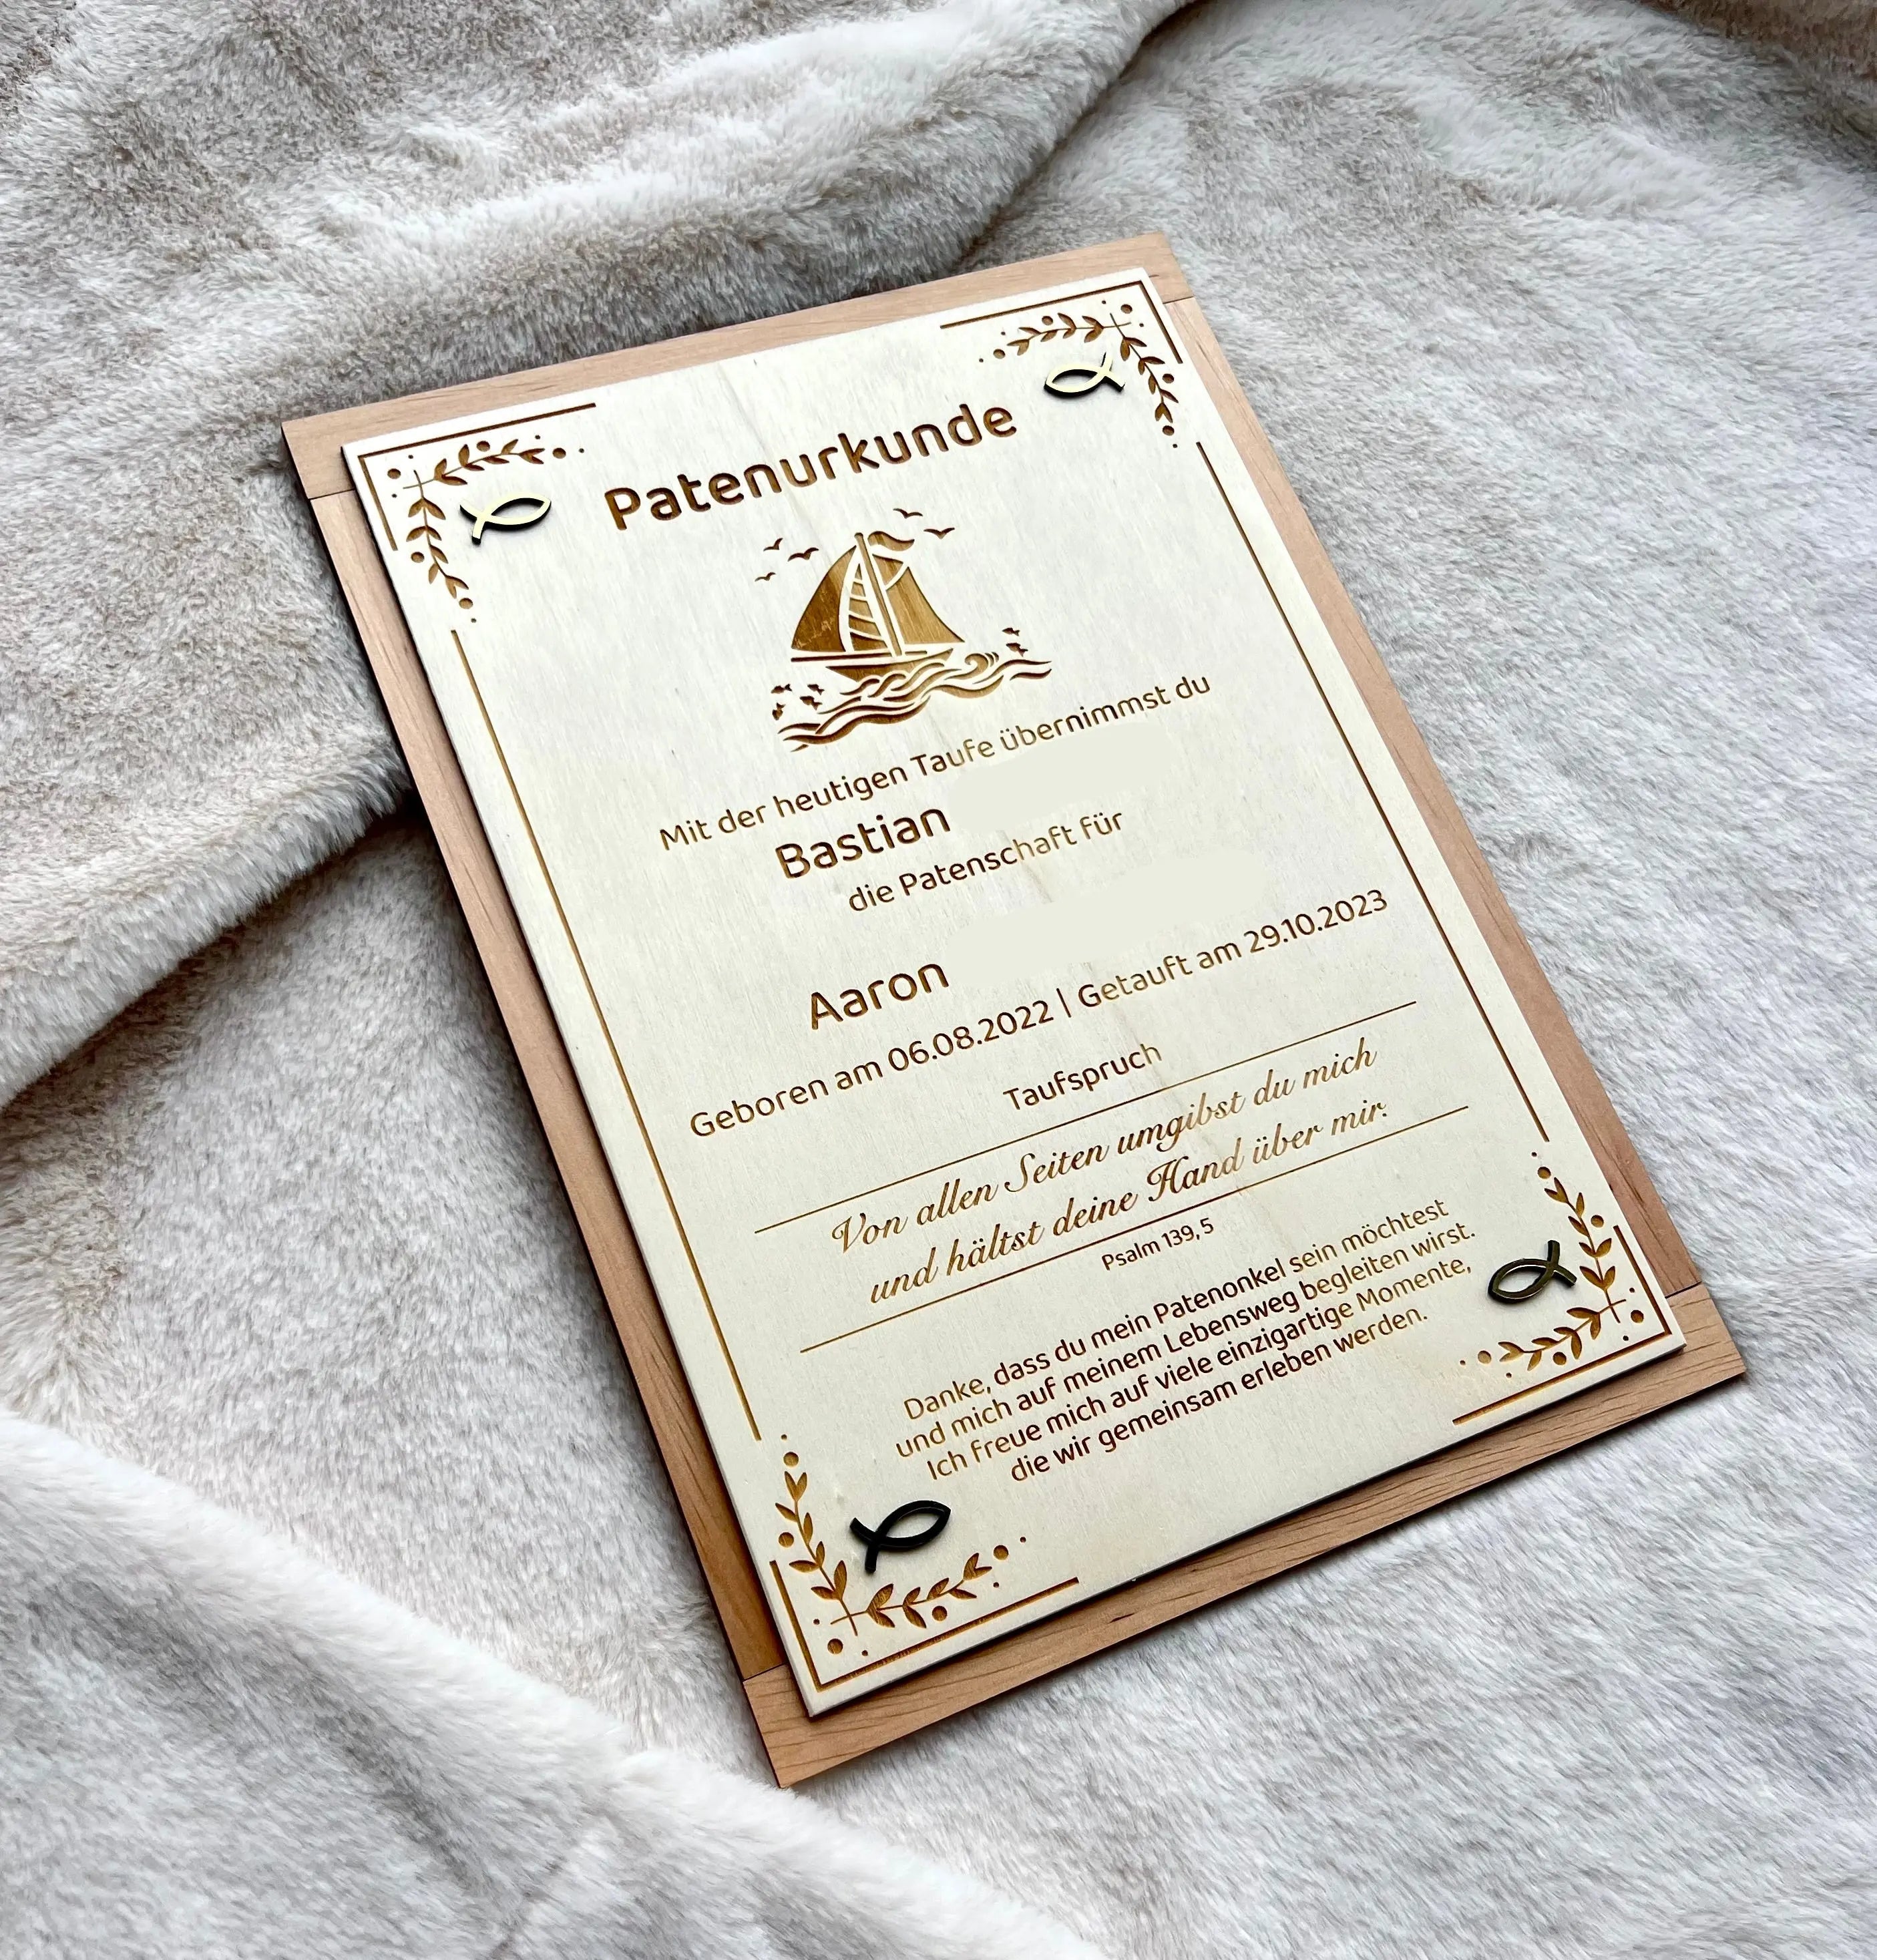 Patenurkunde
Mit der heutigen Taufe übernimmst du
Bastian
die Patenschaft für
Aaron
Geboren am 06.08.2022 | Getauft am 29.10.2023
Taufspruch
Von allen Seiten umgibst du mich
und hältst deine Hand über mir.
Psalm 139, 5
Danke, dass du mein Patenonkel sein möchtest
und mich auf meinem Lebensweg begleiten wirst.
Ich freue mich auf viele einzigartige Momente,
die wir gemeinsam erleben werden.